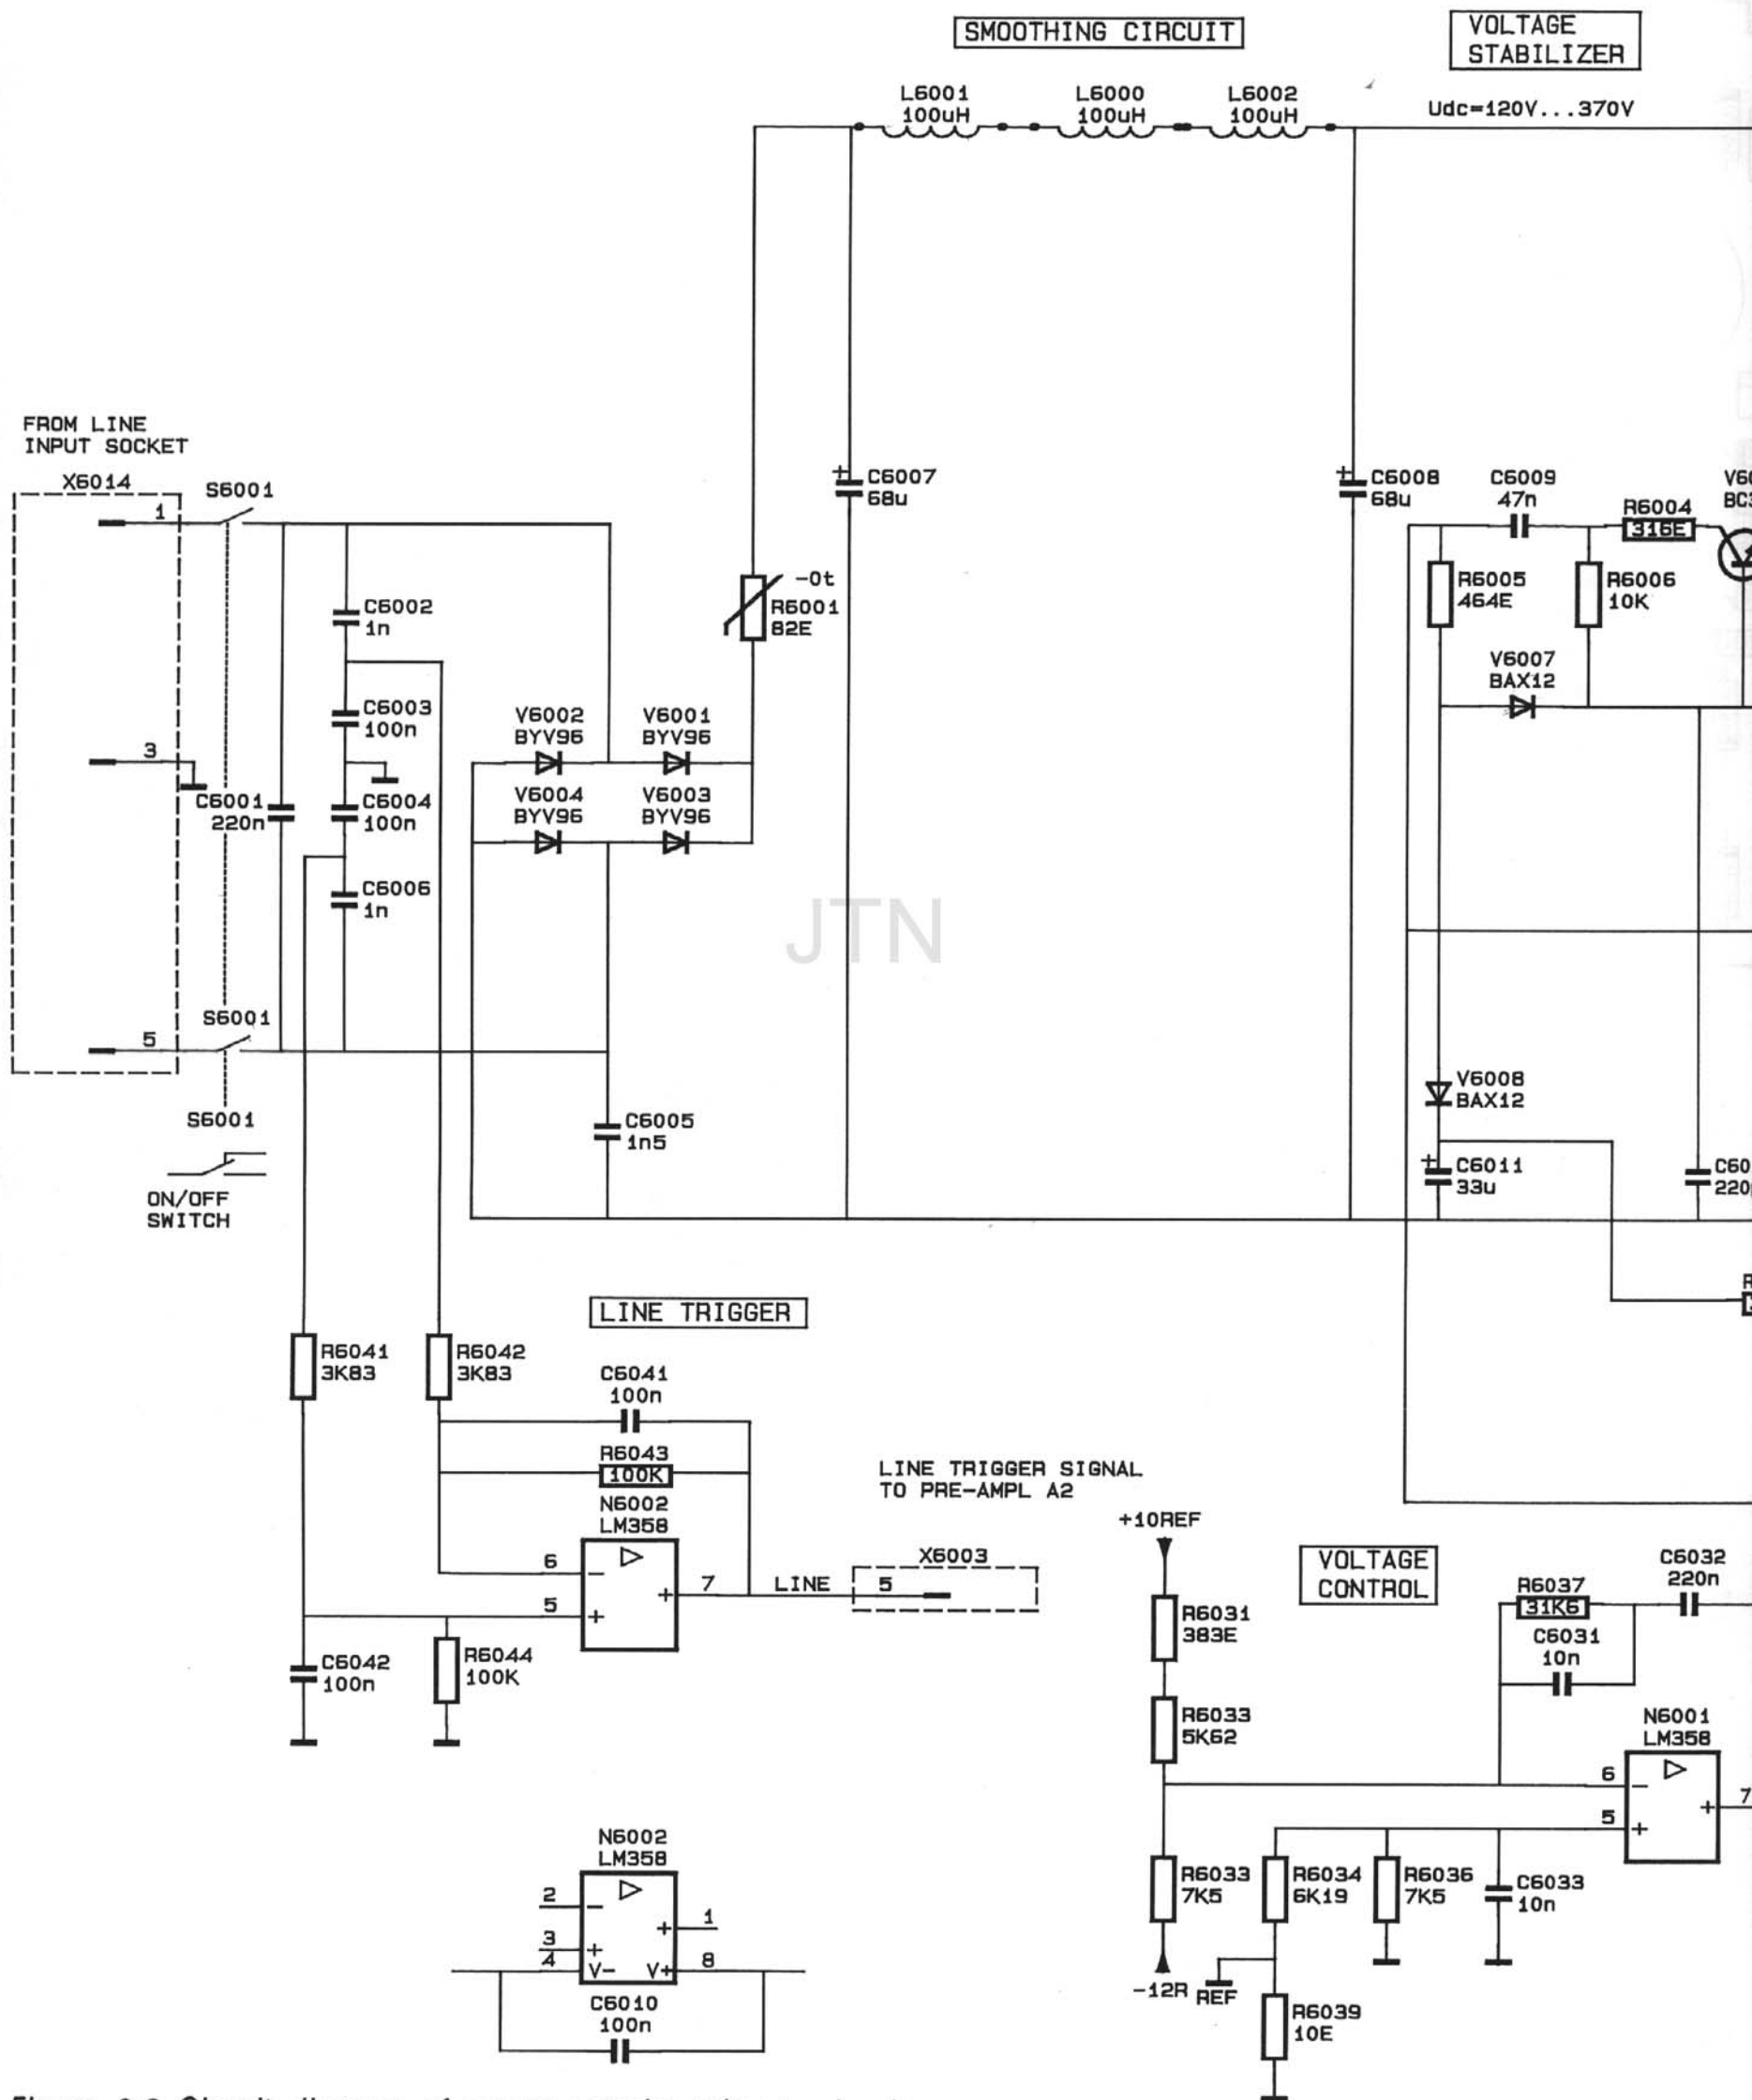 SMOOTHING CIRCUIT
VOLTAGE
STABILIZER
L6001
100uH
L6000
100uH
L6002
100uH
Udc=120V...370V
FROM LINE
INPUT SOCKET
X6014
S6001
1
3
5
C6001
220n
C6002
1n
C6003
100n
C6004
100n
C6006
1n
S6001
S6001
ON/OFF
SWITCH
V6002
BYV96
V6001
BYV96
V6004
BYV96
V6003
BYV96
-0t
R6001
82E
C6007
68u
C6008
68u
C6009
47n
R6004
316E
R6005
464E
R6006
10K
V6007
BAX12
JTN
V6008
BAX12
C6005
1n5
C6011
33u
LINE TRIGGER
R6041
3K83
R6042
3K83
C6041
100n
R6043
100K
N6002
LM358
6
-
5
+
+
7
LINE
LINE TRIGGER SIGNAL
TO PRE-AMPL A2
X6003
5
C6042
100n
R6044
100K
+10REF
VOLTAGE
CONTROL
R6031
383E
R6033
5K62
R6037
31K6
C6032
220n
C6031
10n
N6001
LM358
6
-
5
+
+
7
R6033
7K5
R6034
6K19
R6036
7K5
C6033
10n
-12R
REF
R6039
10E
N6002
LM358
2
-
3
+
4
V-
+
1
V+
8
C6010
100n